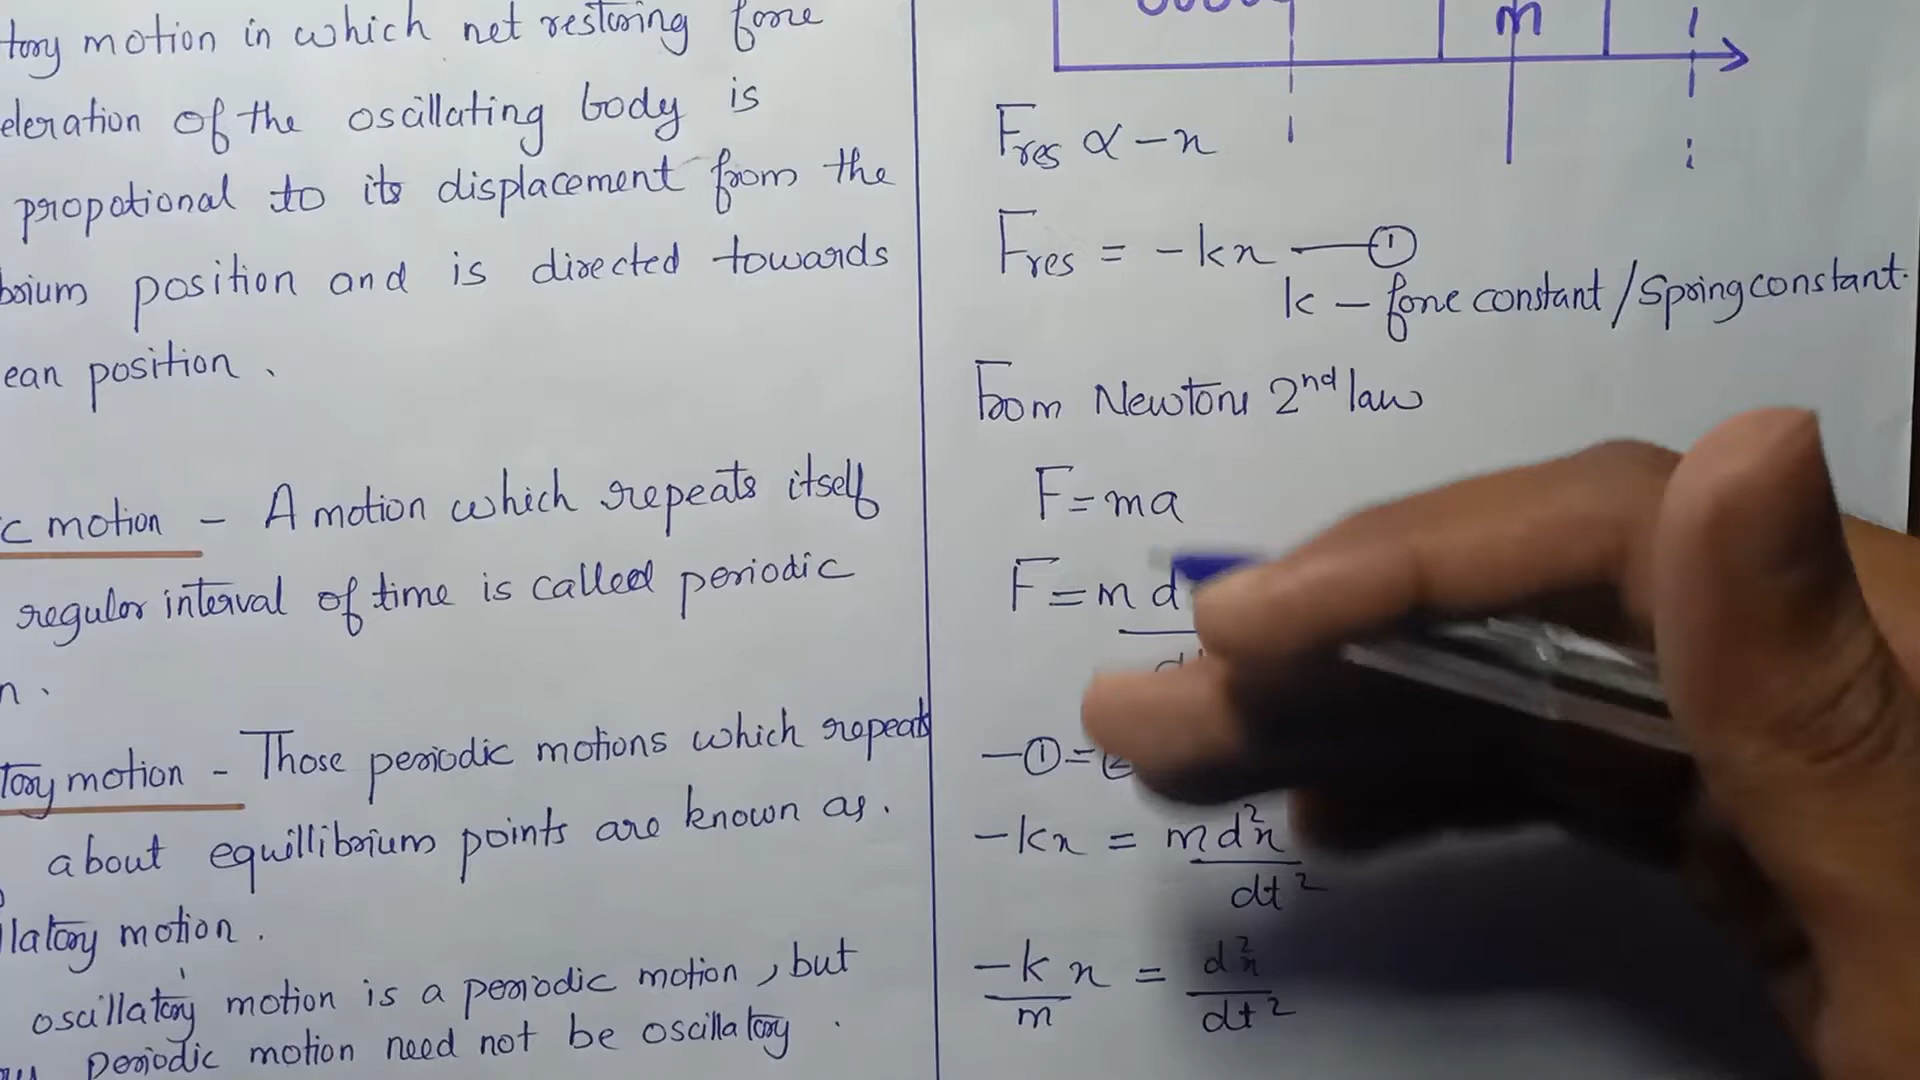 tory motion in which net restoring force
eleration of the oscillating body is
propotional to its displacement from the
brium position and is directed towards
ean position.
c motion - A motion which repeats itself
regular interval of time is called periodic
n.
tory motion - Those periodic motions which repeats
about equillibrium points are known as.
llatory motion.
oscillatory motion is a periodic motion, but
periodic motion need not be oscillatory.
m
Fres ∝ -x
Fres = -kx — ①
k - force constant / Spring constant.
From Newtons 2nd law
F = ma
F = m d
— ① = ②
-kx = m d²x/dt²
-k/m x = d²x/dt²